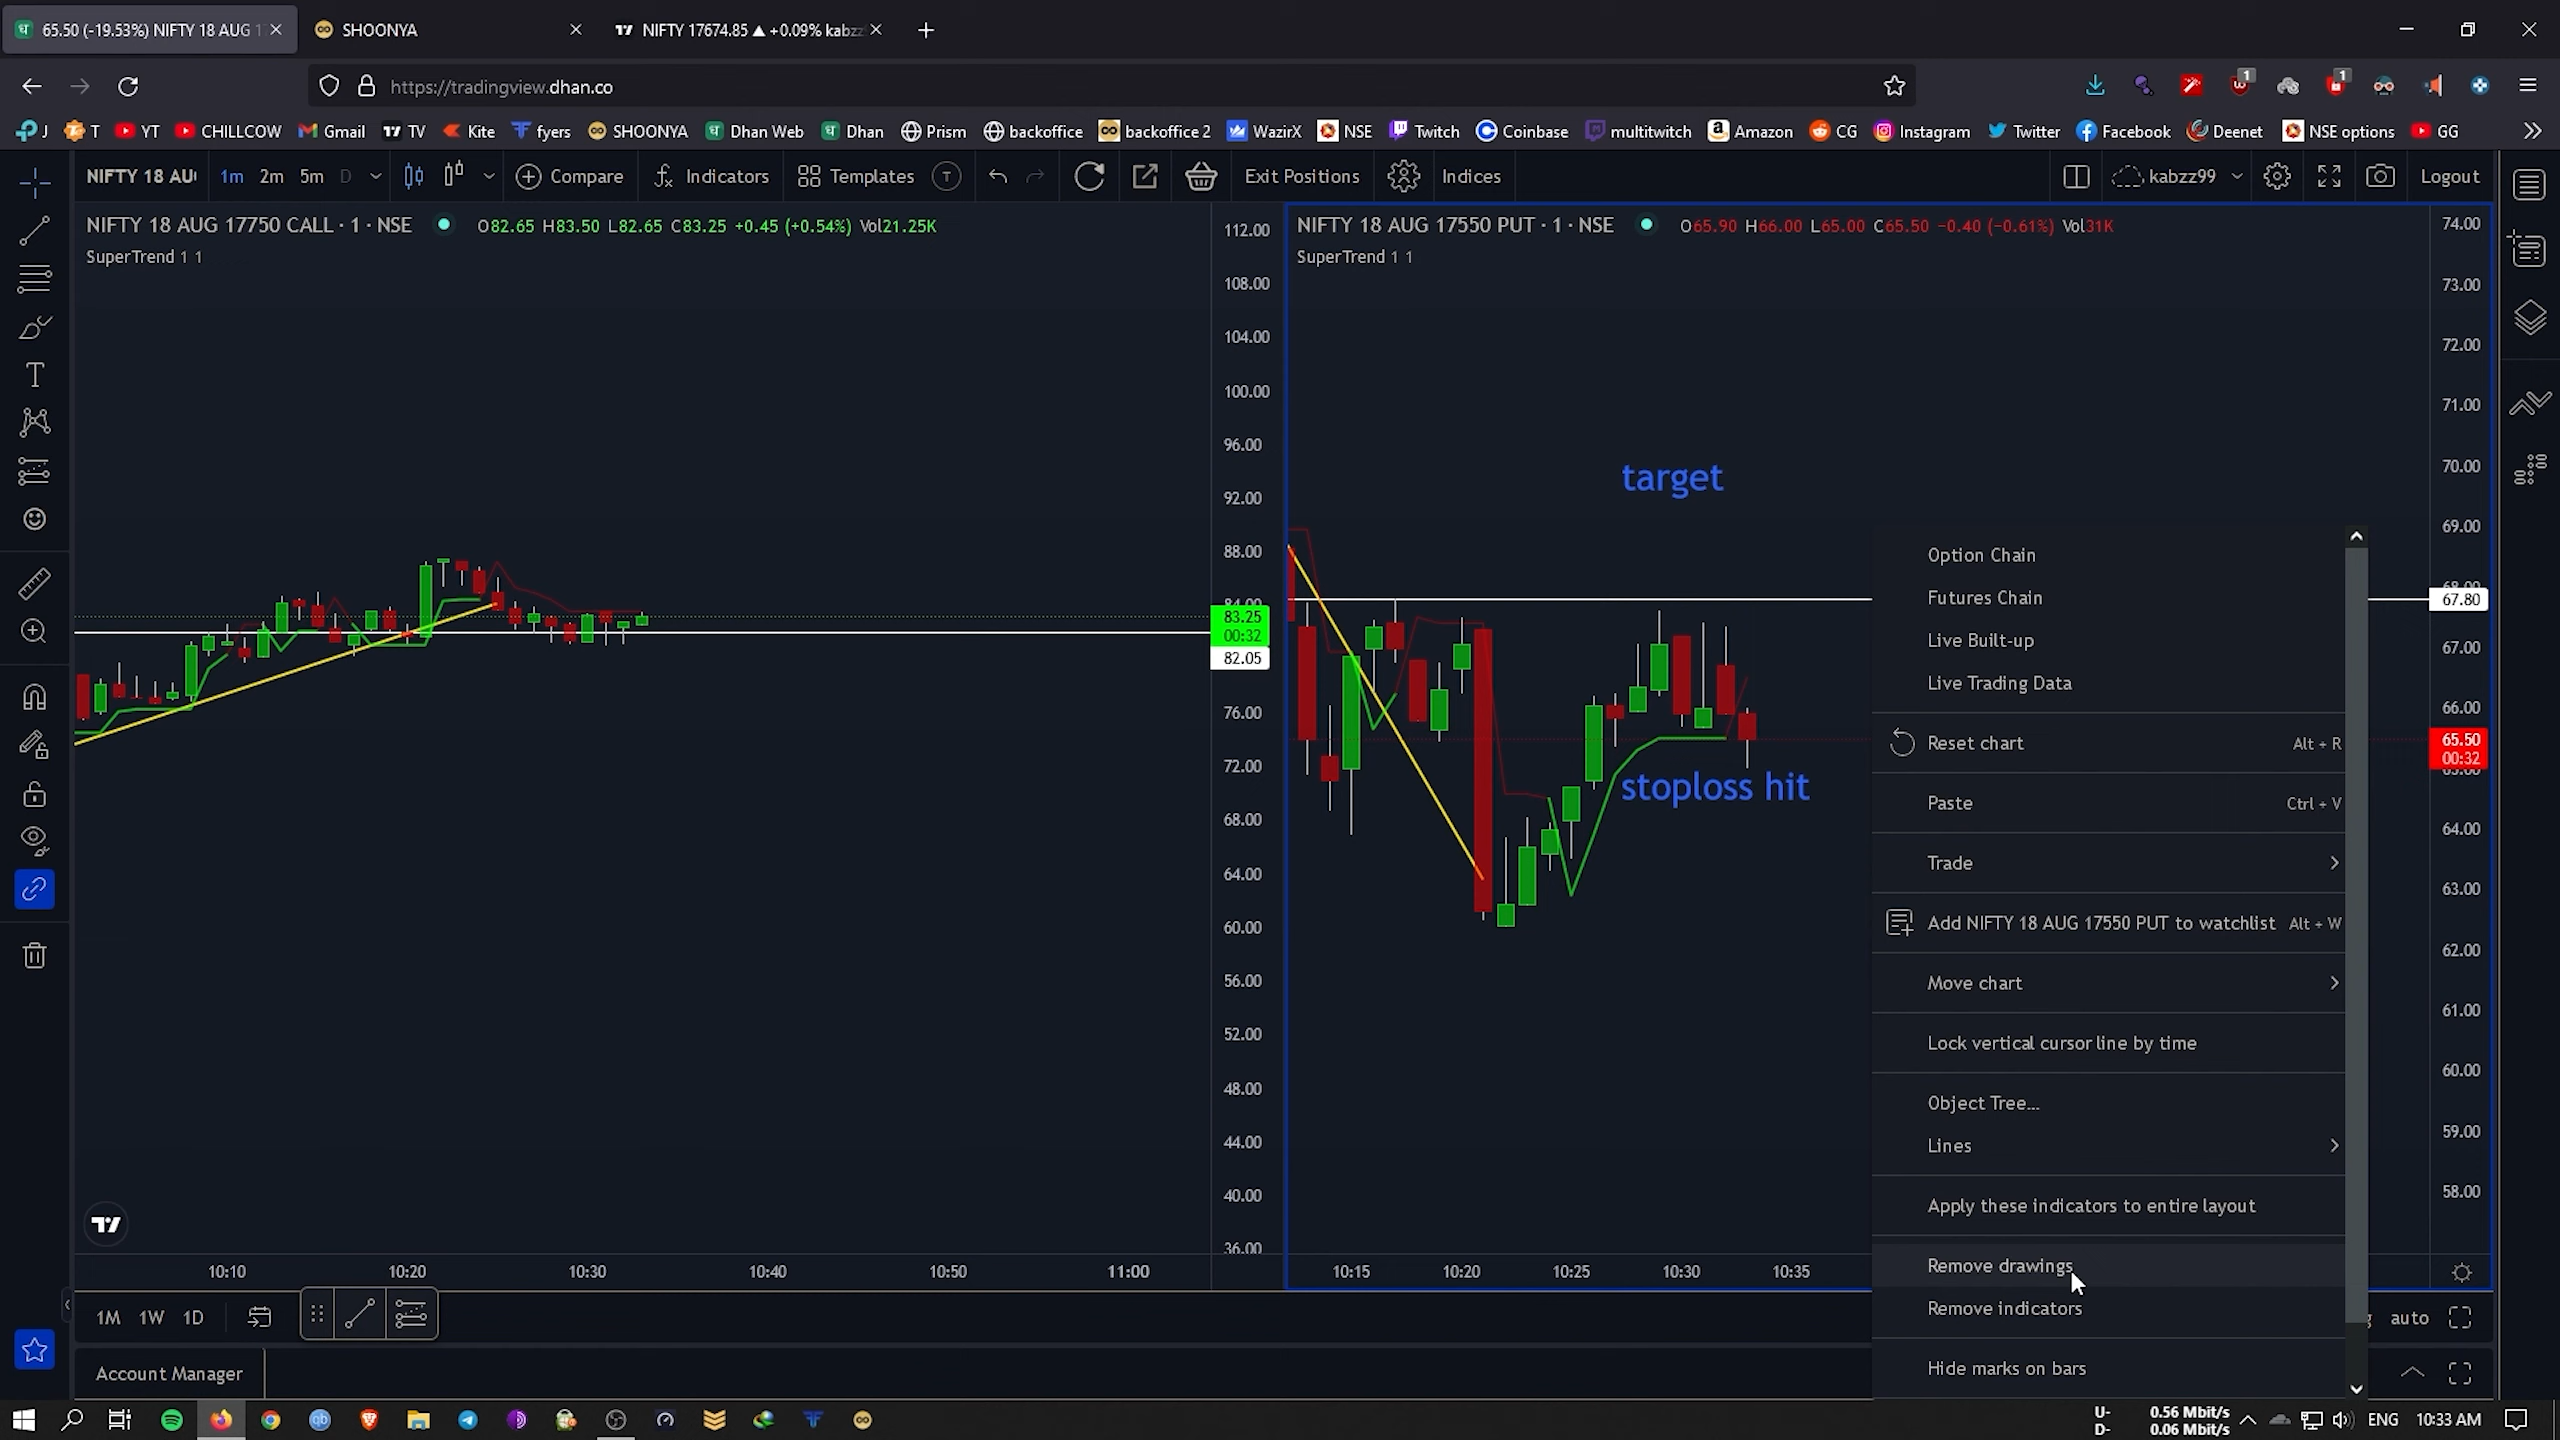 65.50 (-19.53%) NIFTY 18 AUG 1
SHOONYA
NIFTY 17674.85 ▲ +0.09% kabzz
https://tradingview.dhan.co
1
1
J
T
YT
CHILLCOW
Gmail
TV
Kite
fyers
SHOONYA
Dhan Web
Dhan
Prism
backoffice
backoffice 2
WazirX
NSE
Twitch
Coinbase
multitwitch
Amazon
CG
Instagram
Twitter
Facebook
Deenet
NSE options
GG
NIFTY 18 AU
1m
2m
5m
D
Compare
Indicators
Templates
T
Exit Positions
Indices
kabzz99
Logout
NIFTY 18 AUG 17750 CALL · 1 · NSE
O82.65 H83.50 L82.65 C83.25 +0.45 (+0.54%) Vol21.25K
SuperTrend 1 1
112.00
108.00
104.00
100.00
96.00
92.00
88.00
84.00
83.25
00:32
82.05
76.00
72.00
68.00
64.00
60.00
56.00
52.00
48.00
44.00
40.00
36.00
10:10
10:20
10:30
10:40
10:50
11:00
NIFTY 18 AUG 17550 PUT · 1 · NSE
O65.90 H66.00 L65.00 C65.50 −0.40 (−0.61%) Vol31K
SuperTrend 1 1
target
stoploss hit
74.00
73.00
72.00
71.00
70.00
69.00
68.00
67.80
67.00
66.00
65.50
00:32
65.00
64.00
63.00
62.00
61.00
60.00
59.00
58.00
10:15
10:20
10:25
10:30
10:35
Option Chain
Futures Chain
Live Built-up
Live Trading Data
Reset chart Alt + R
Paste Ctrl + V
Trade
Add NIFTY 18 AUG 17550 PUT to watchlist Alt + W
Move chart
Lock vertical cursor line by time
Object Tree...
Lines
Apply these indicators to entire layout
Remove drawings
Remove indicators
Hide marks on bars
1M
1W
1D
auto
Account Manager
U- 0.56 Mbit/s
D- 0.06 Mbit/s
ENG
10:33 AM